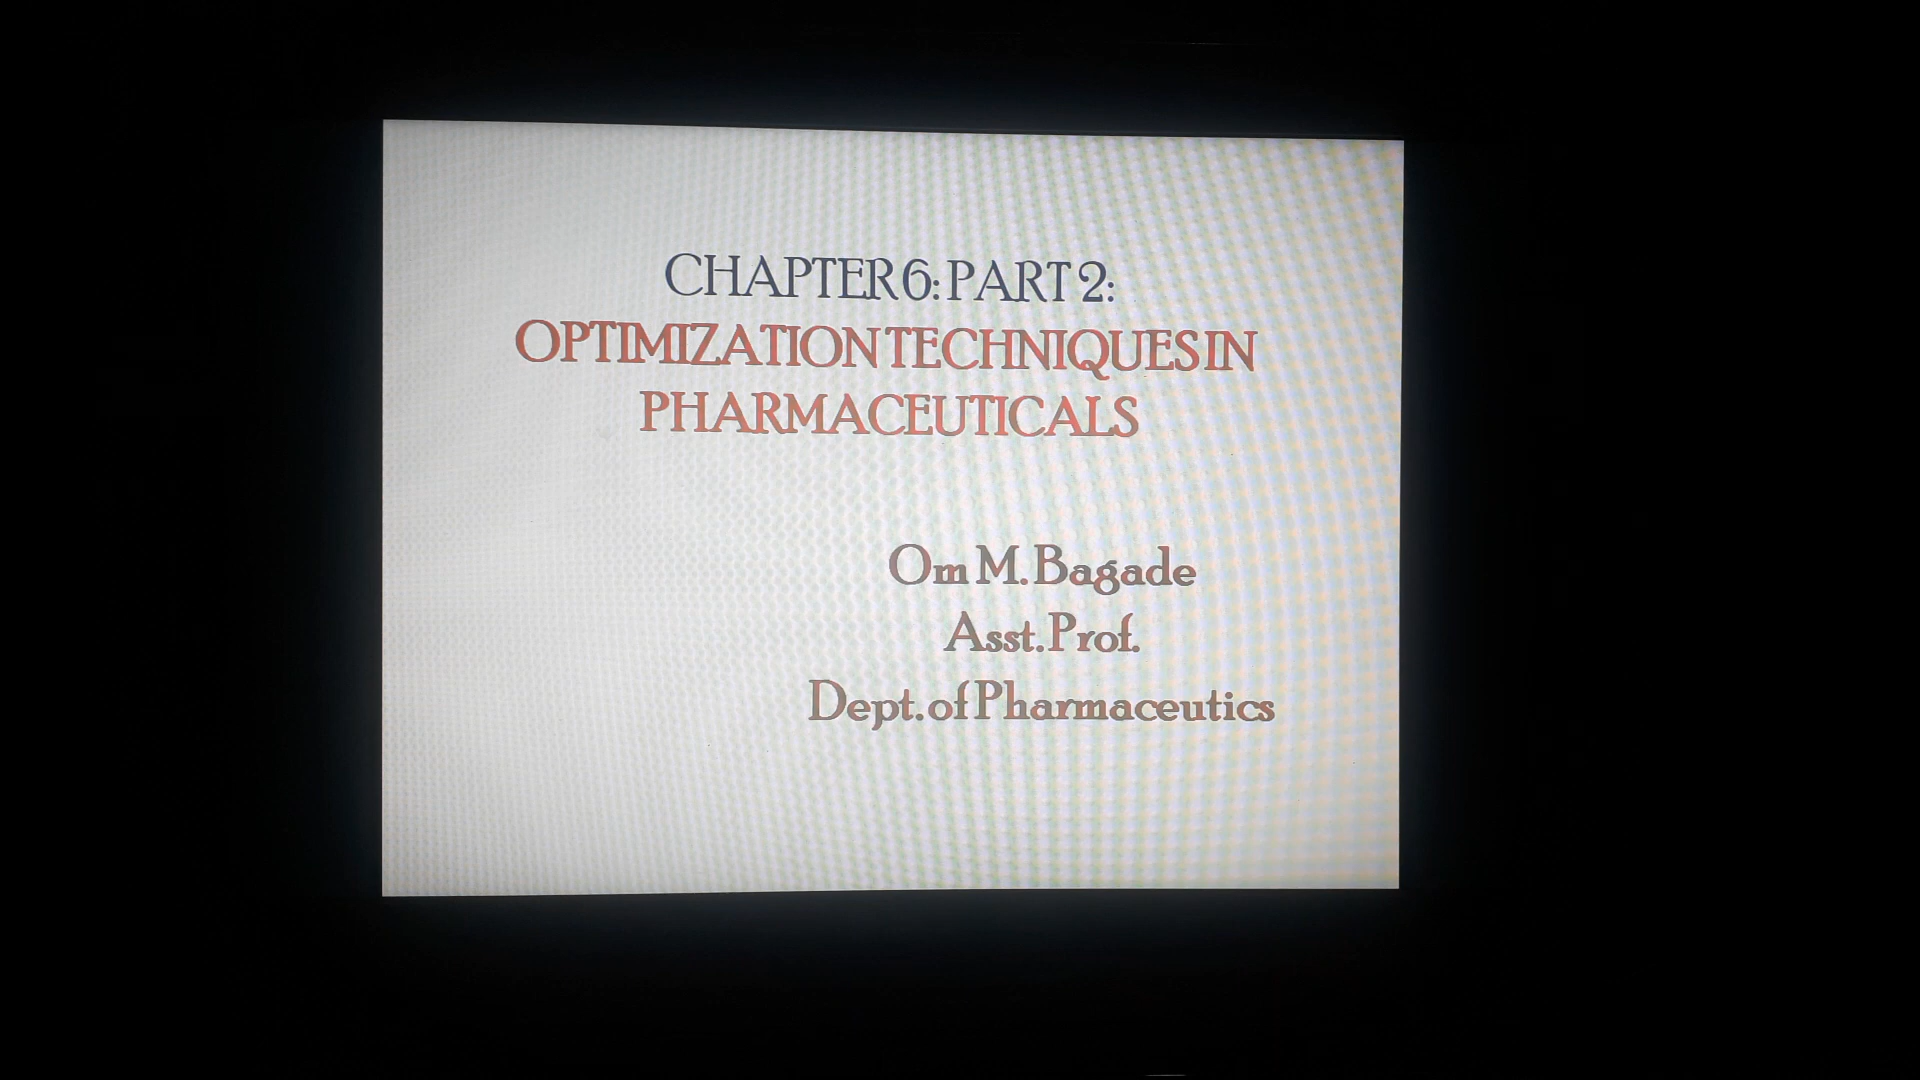 CHAPTER 6: PART 2:
OPTIMIZATION TECHNIQUES IN
PHARMACEUTICALS
Om M. Bagade
Asst. Prof.
Dept. of Pharmaceutics